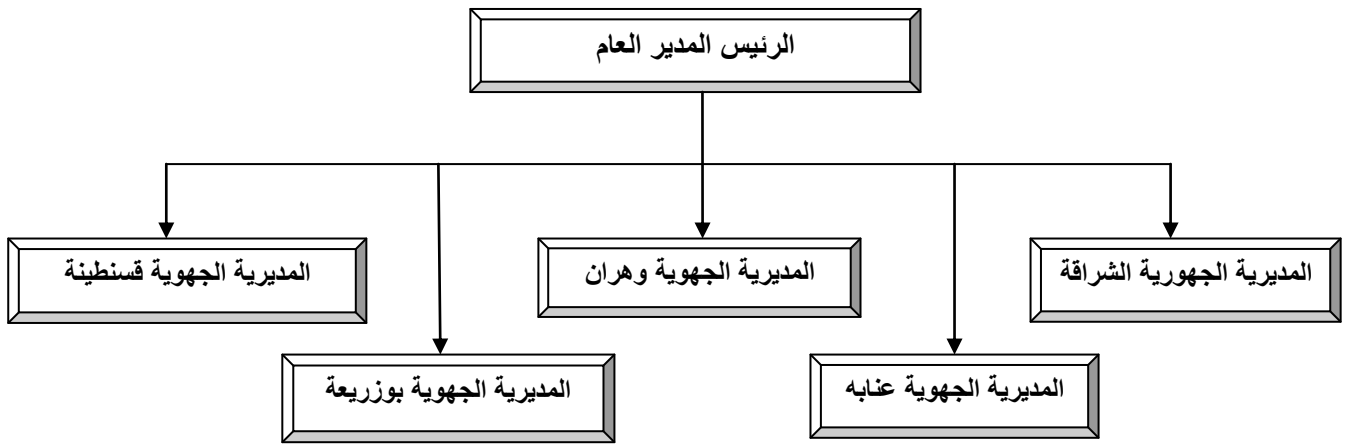 الرئيس المدير العام
المديرية الجهورية الشراقة
المديرية الجهوية وهران
المديرية الجهوية قسنطينة
المديرية الجهوية عنابه
المديرية الجهوية بوزريعة